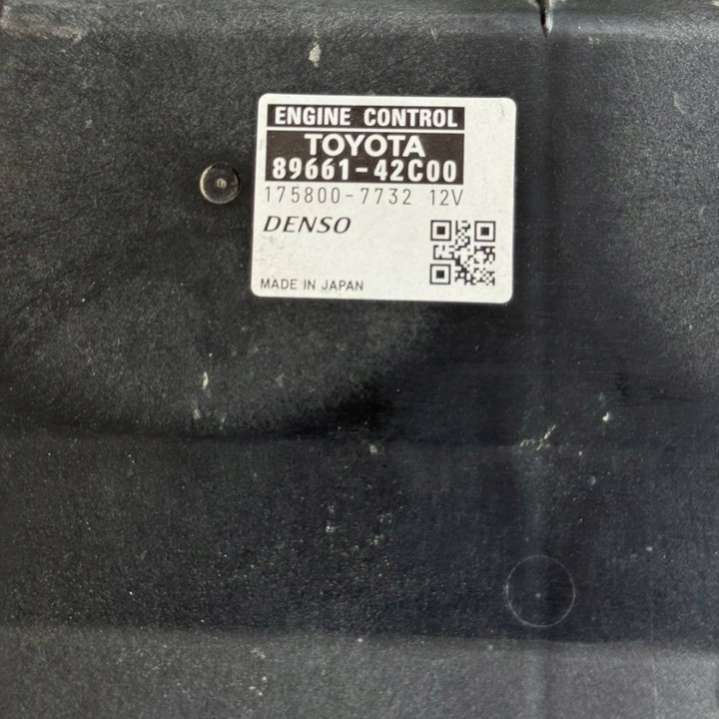 ENGINE CONTROL
TOYOTA
89661-42C00
175800-7732 12V
DENSO
MADE IN JAPAN